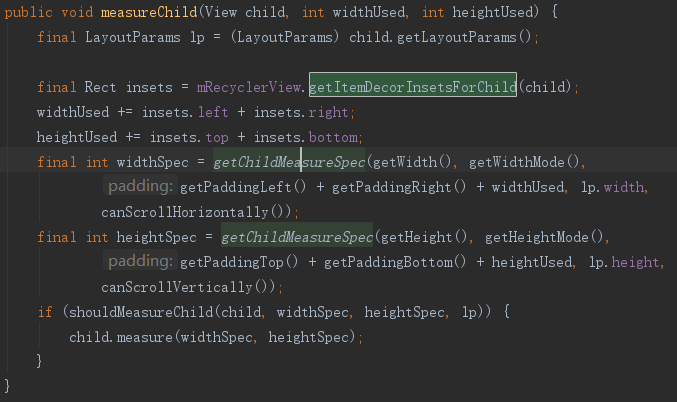 public void measureChild(View child, int widthUsed, int heightUsed) {
    final LayoutParams lp = (LayoutParams) child.getLayoutParams();

    final Rect insets = mRecyclerView.getItemDecorInsetsForChild(child);
    widthUsed += insets.left + insets.right;
    heightUsed += insets.top + insets.bottom;
    final int widthSpec = getChildMeasureSpec(getWidth(), getWidthMode(),
            padding: getPaddingLeft() + getPaddingRight() + widthUsed, lp.width,
            canScrollHorizontally());
    final int heightSpec = getChildMeasureSpec(getHeight(), getHeightMode(),
            padding: getPaddingTop() + getPaddingBottom() + heightUsed, lp.height,
            canScrollVertically());
    if (shouldMeasureChild(child, widthSpec, heightSpec, lp)) {
        child.measure(widthSpec, heightSpec);
    }
}